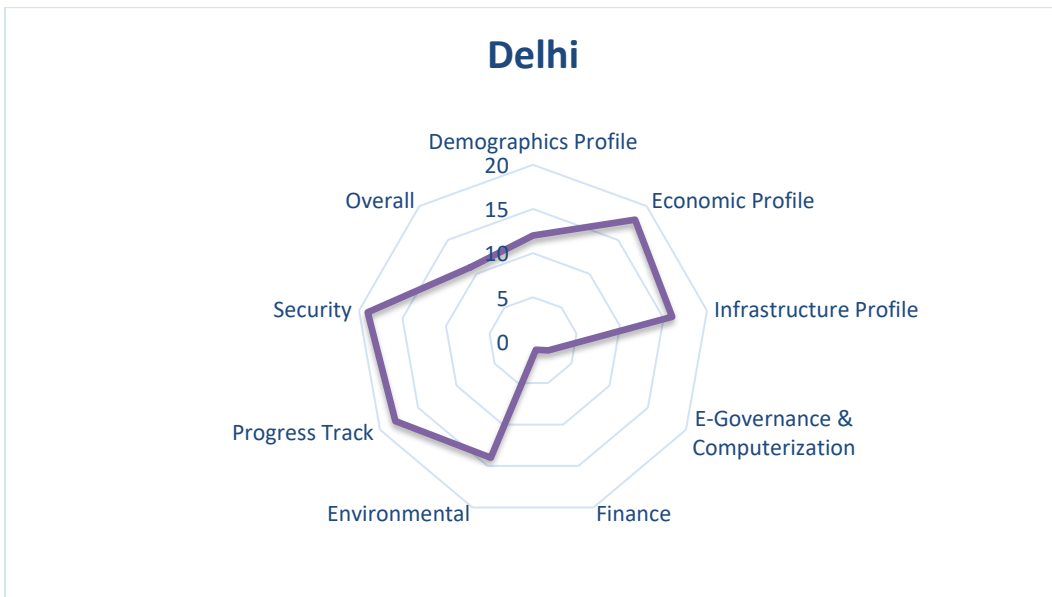 Delhi
Demographics Profile
20
Overall
Economic Profile
15
10
Security
5
Infrastructure Profile
0
Progress Track
E-Governance &
Computerization
Environmental
Finance